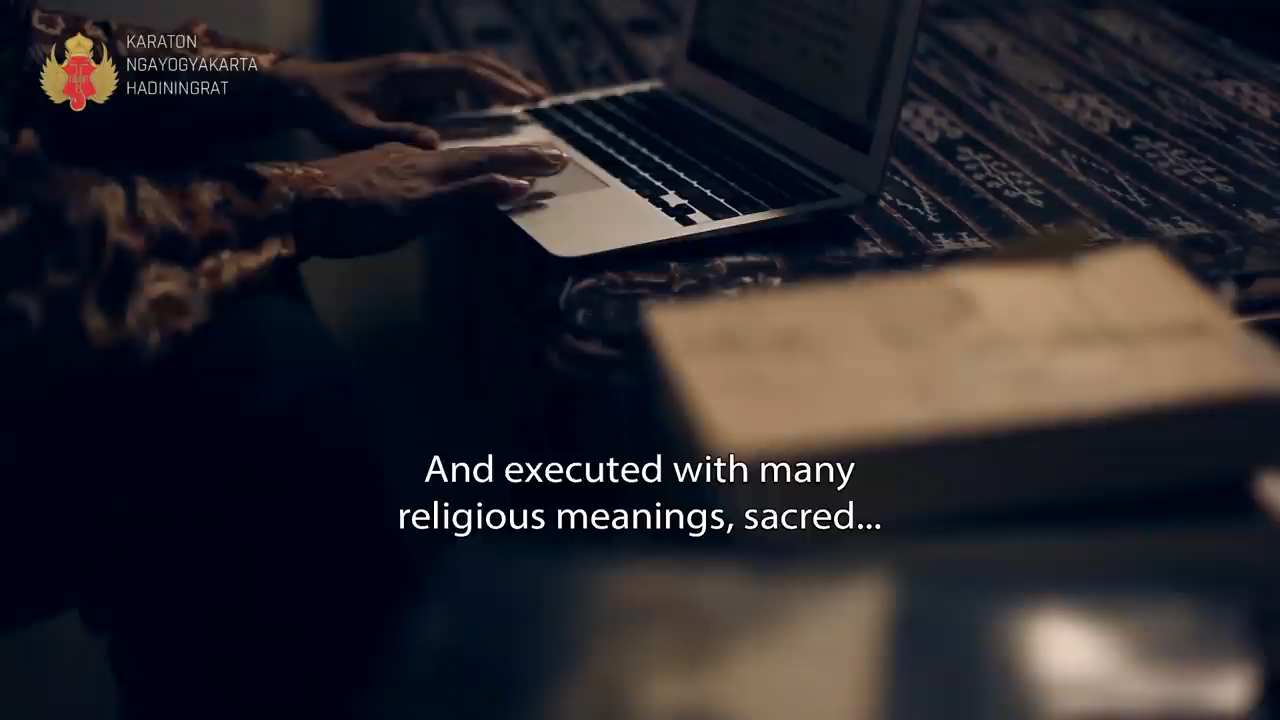 KARATON
NGAYOGYAKARTA
HADININGRAT
And executed with many
religious meanings, sacred...